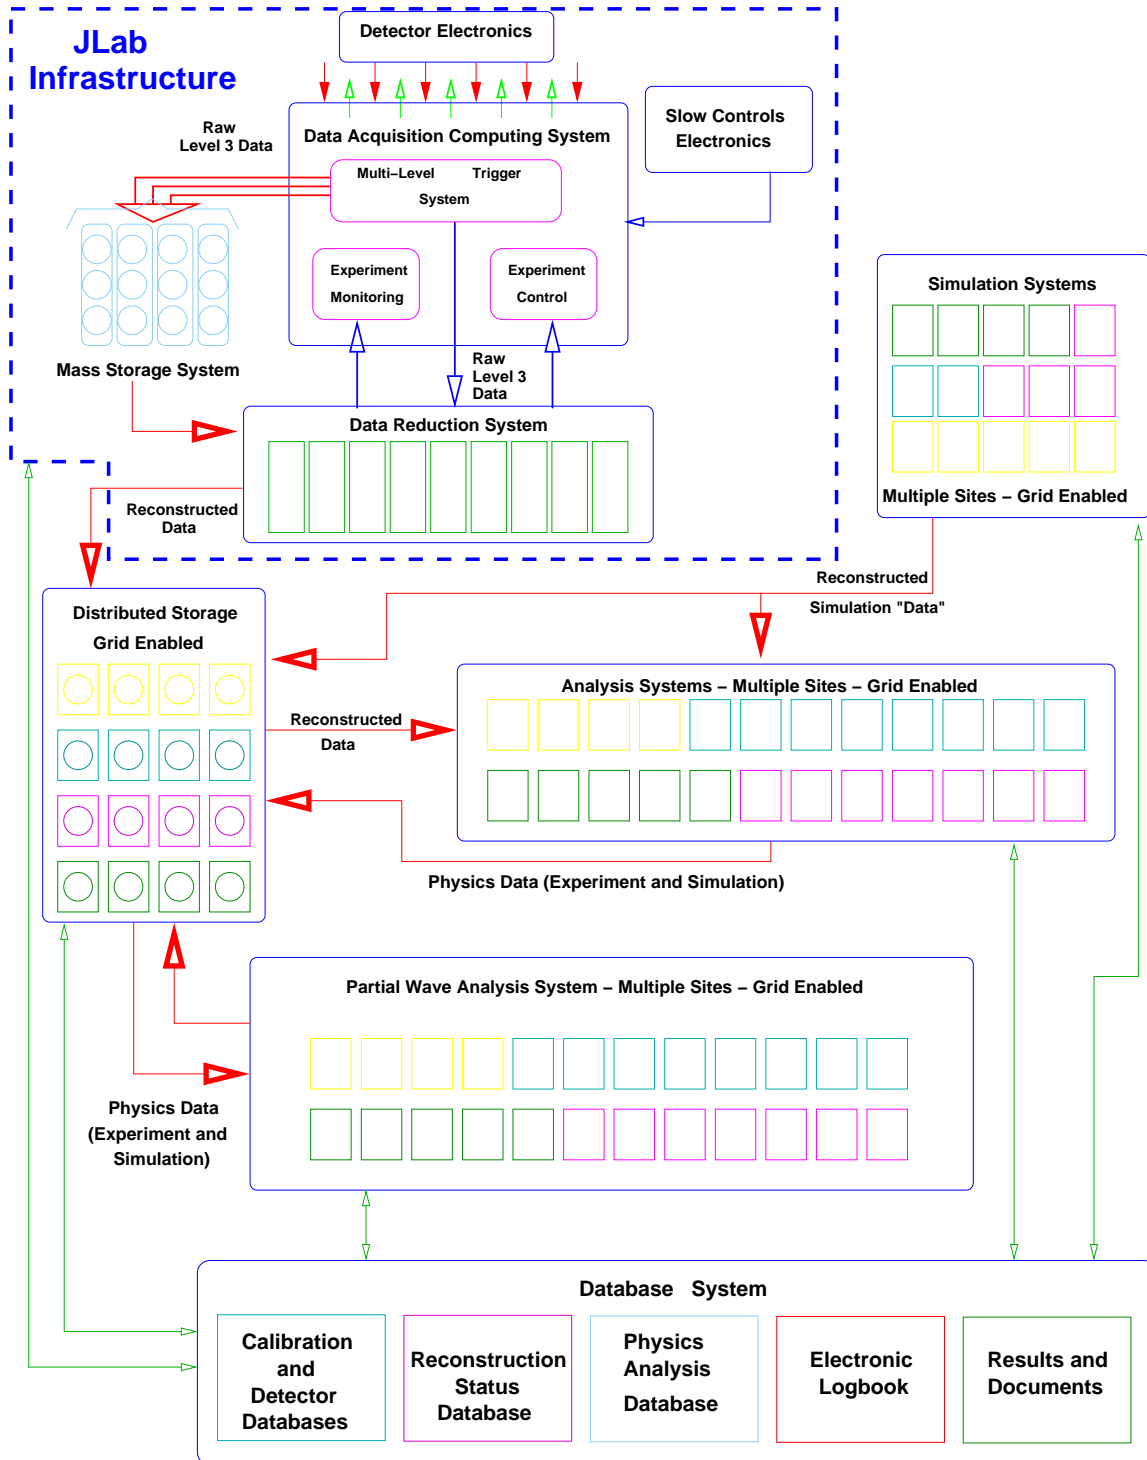 JLab
Infrastructure
Detector Electronics
Data Acquisition Computing System
Slow Controls
Electronics
Raw
Level 3 Data
Multi–Level Trigger
System
Experiment
Monitoring
Experiment
Control
Mass Storage System
Raw
Level 3
Data
Data Reduction System
Simulation Systems
Multiple Sites – Grid Enabled
Reconstructed
Data
Reconstructed
Simulation "Data"
Distributed Storage
Grid Enabled
Analysis Systems – Multiple Sites – Grid Enabled
Reconstructed
Data
Physics Data (Experiment and Simulation)
Partial Wave Analysis System – Multiple Sites – Grid Enabled
Physics Data
(Experiment and
Simulation)
Database System
Calibration
and
Detector
Databases
Reconstruction
Status
Database
Physics
Analysis
Database
Electronic
Logbook
Results and
Documents